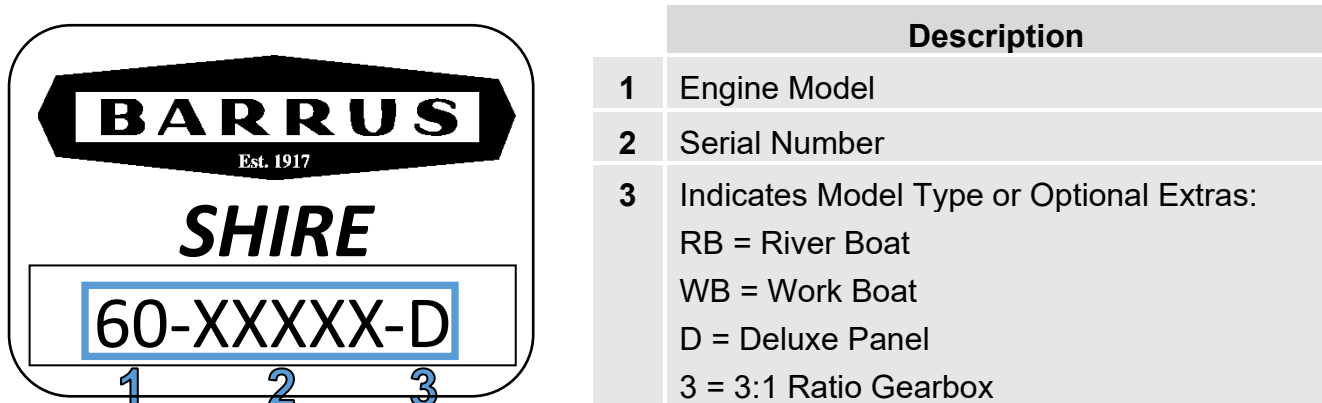 BARRUS
Est. 1917
SHIRE
60-XXXXX-D
1 2 3
Description
1 Engine Model
2 Serial Number
3 Indicates Model Type or Optional Extras:
RB = River Boat
WB = Work Boat
D = Deluxe Panel
3 = 3:1 Ratio Gearbox